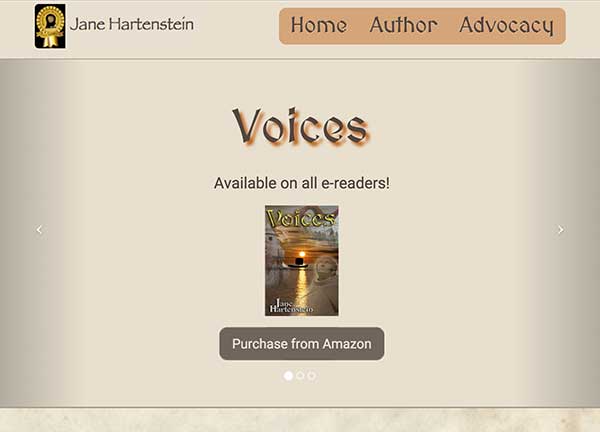 Jane Hartenstein
Home Author Advocacy
Voices
Available on all e-readers!
Voices
Jane
Hartenstein
Purchase from Amazon